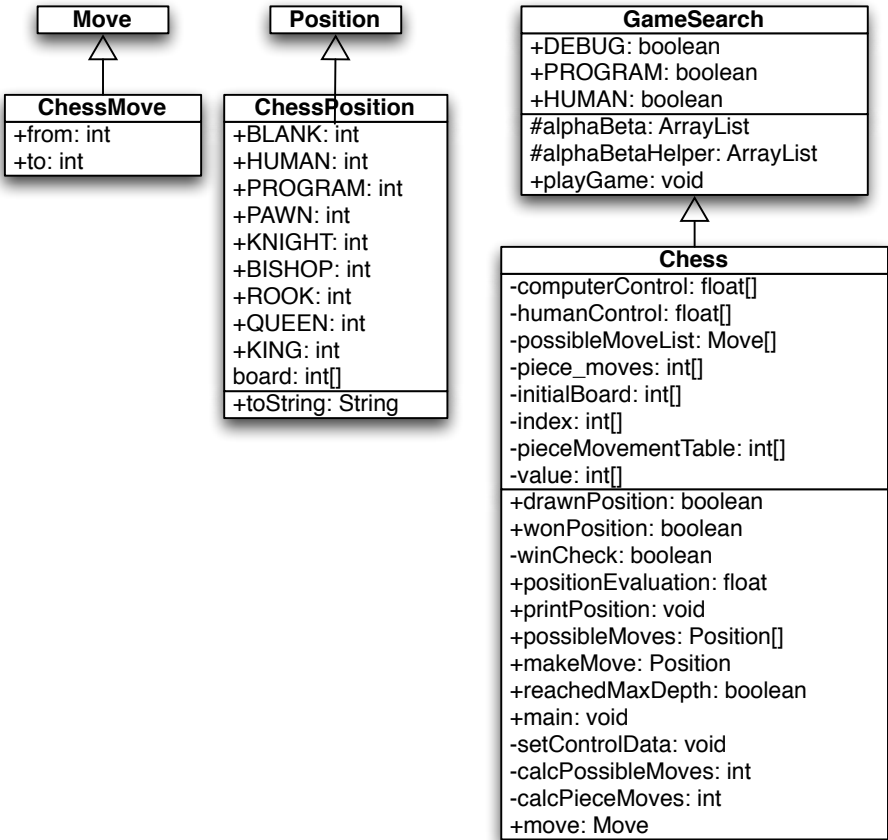 Move
ChessMove
+from: int
+to: int
Position
ChessPosition
+BLANK: int
+HUMAN: int
+PROGRAM: int
+PAWN: int
+KNIGHT: int
+BISHOP: int
+ROOK: int
+QUEEN: int
+KING: int
board: int[]
+toString: String
GameSearch
+DEBUG: boolean
+PROGRAM: boolean
+HUMAN: boolean
#alphaBeta: ArrayList
#alphaBetaHelper: ArrayList
+playGame: void
Chess
-computerControl: float[]
-humanControl: float[]
-possibleMoveList: Move[]
-piece_moves: int[]
-initialBoard: int[]
-index: int[]
-pieceMovementTable: int[]
-value: int[]
+drawnPosition: boolean
+wonPosition: boolean
-winCheck: boolean
+positionEvaluation: float
+printPosition: void
+possibleMoves: Position[]
+makeMove: Position
+reachedMaxDepth: boolean
+main: void
-setControlData: void
-calcPossibleMoves: int
-calcPieceMoves: int
+move: Move